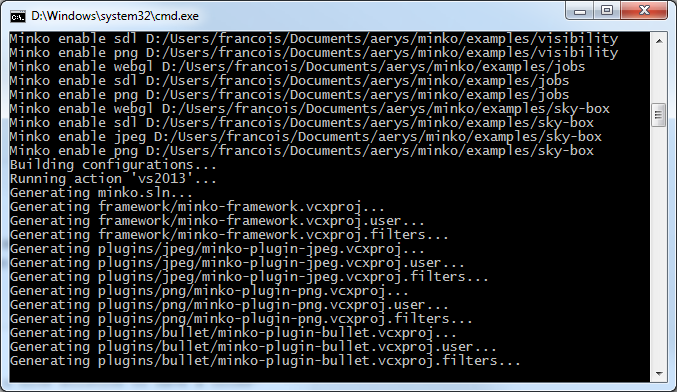 D:\Windows\system32\cmd.exe
Minko enable sdl D:/Users/francois/Documents/aerys/minko/examples/visibility
Minko enable png D:/Users/francois/Documents/aerys/minko/examples/visibility
Minko enable webgl D:/Users/francois/Documents/aerys/minko/examples/jobs
Minko enable sdl D:/Users/francois/Documents/aerys/minko/examples/jobs
Minko enable png D:/Users/francois/Documents/aerys/minko/examples/jobs
Minko enable webgl D:/Users/francois/Documents/aerys/minko/examples/sky-box
Minko enable sdl D:/Users/francois/Documents/aerys/minko/examples/sky-box
Minko enable jpeg D:/Users/francois/Documents/aerys/minko/examples/sky-box
Minko enable png D:/Users/francois/Documents/aerys/minko/examples/sky-box
Building configurations...
Running action 'vs2013'...
Generating minko.sln...
Generating framework/minko-framework.vcxproj...
Generating framework/minko-framework.vcxproj.user...
Generating framework/minko-framework.vcxproj.filters...
Generating plugins/jpeg/minko-plugin-jpeg.vcxproj...
Generating plugins/jpeg/minko-plugin-jpeg.vcxproj.user...
Generating plugins/jpeg/minko-plugin-jpeg.vcxproj.filters...
Generating plugins/png/minko-plugin-png.vcxproj...
Generating plugins/png/minko-plugin-png.vcxproj.user...
Generating plugins/png/minko-plugin-png.vcxproj.filters...
Generating plugins/bullet/minko-plugin-bullet.vcxproj...
Generating plugins/bullet/minko-plugin-bullet.vcxproj.user...
Generating plugins/bullet/minko-plugin-bullet.vcxproj.filters...